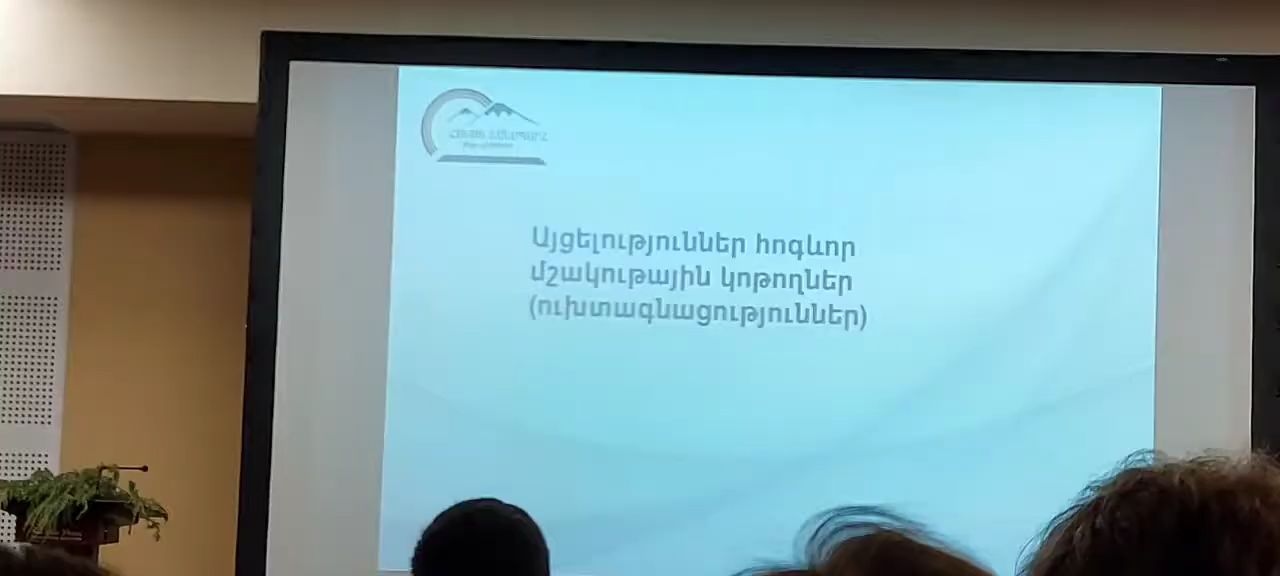 Այցելություններ հոգևոր
մշակութային կոթողներ
(ուխտագնացություններ)